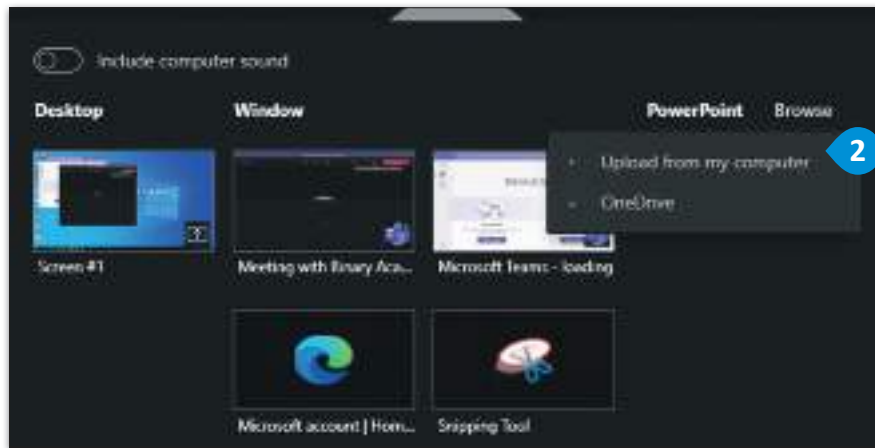 Include computer sound
Desktop
Window
PowerPoint
Browse
Upload from my computer
2
OneDrive
Screen #1
Meeting with Binary Aca...
Microsoft Teams - loading
Microsoft account | Hom...
Snipping Tool